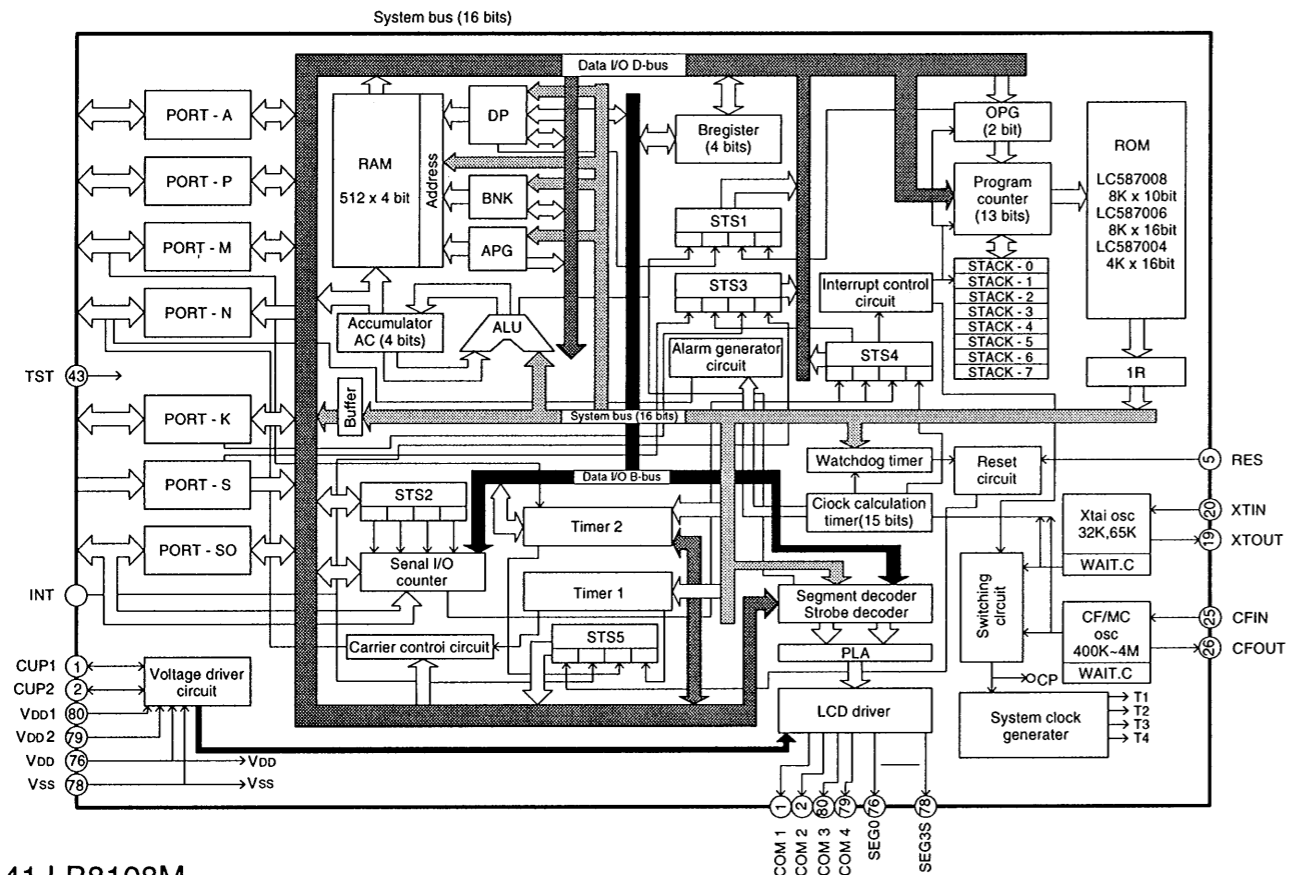 System bus (16 bits)
Data I/O D-bus
PORT - A
PORT - P
PORT - M
PORT - N
TST
43
PORT - K
PORT - S
PORT - SO
INT
CUP1
1
CUP2
2
VDD1
80
VDD2
79
VDD
76
VSS
78
Voltage driver
circuit
VDD
VSS
RAM
512 x 4 bit
Address
DP
BNK
APG
Accumulator
AC (4 bits)
ALU
Buffer
Bregister
(4 bits)
STS1
STS3
Alarm generator
circuit
Interrupt control
circuit
STS4
OPG
(2 bit)
Program
counter
(13 bits)
STACK - 0
STACK - 1
STACK - 2
STACK - 3
STACK - 4
STACK - 5
STACK - 6
STACK - 7
ROM
LC587008
8K x 10bit
LC587006
8K x 16bit
LC587004
4K x 16bit
1R
System bus (16 bits)
Data I/O B-bus
STS2
Senal I/O
counter
Timer 2
Timer 1
STS5
Carrier control circuit
Watchdog timer
Clock calculation
timer(15 bits)
Reset
circuit
Segment decoder
Strobe decoder
PLA
LCD driver
Switching
circuit
Xtai osc
32K,65K
WAIT.C
CF/MC
osc
400K~4M
WAIT.C
OCP
System clock
generater
T1
T2
T3
T4
5
RES
20
XTIN
19
XTOUT
25
CFIN
26
CFOUT
1
2
80
79
76
78
COM 1
COM 2
COM 3
COM 4
SEG0
SEG3S